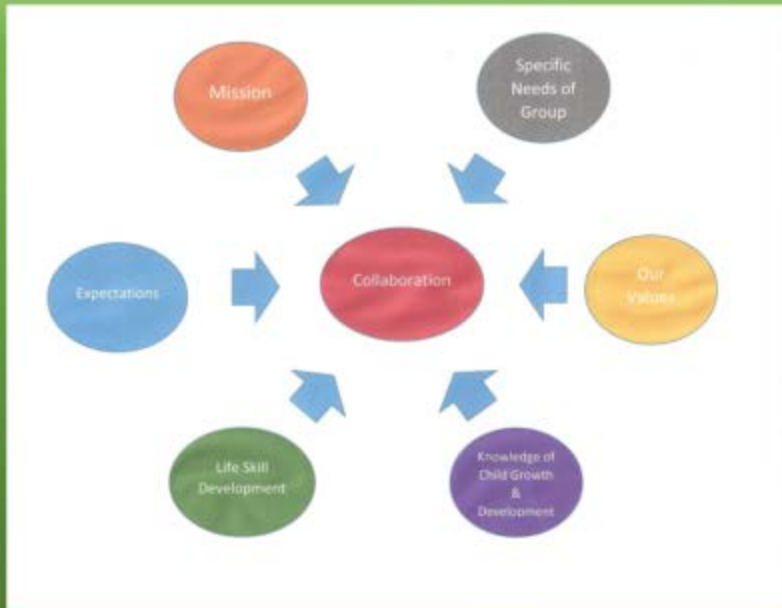 Mission
Specific
Needs of
Group
Expectations
Collaboration
Our
Values
Life Skill
Development
Knowledge of
Child Growth
&
Development